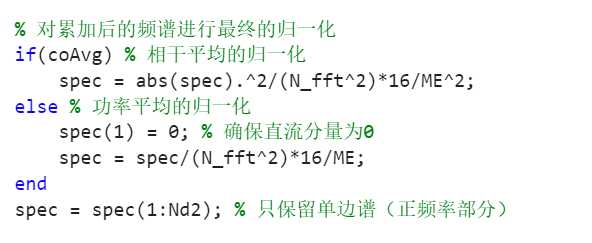 % 对累加后的频谱进行最终的归一化
if(coAvg) % 相干平均的归一化
    spec = abs(spec).^2/(N_fft^2)*16/ME^2;
else % 功率平均的归一化
    spec(1) = 0; % 确保直流分量为0
    spec = spec/(N_fft^2)*16/ME;
end
spec = spec(1:Nd2); % 只保留单边谱（正频率部分）